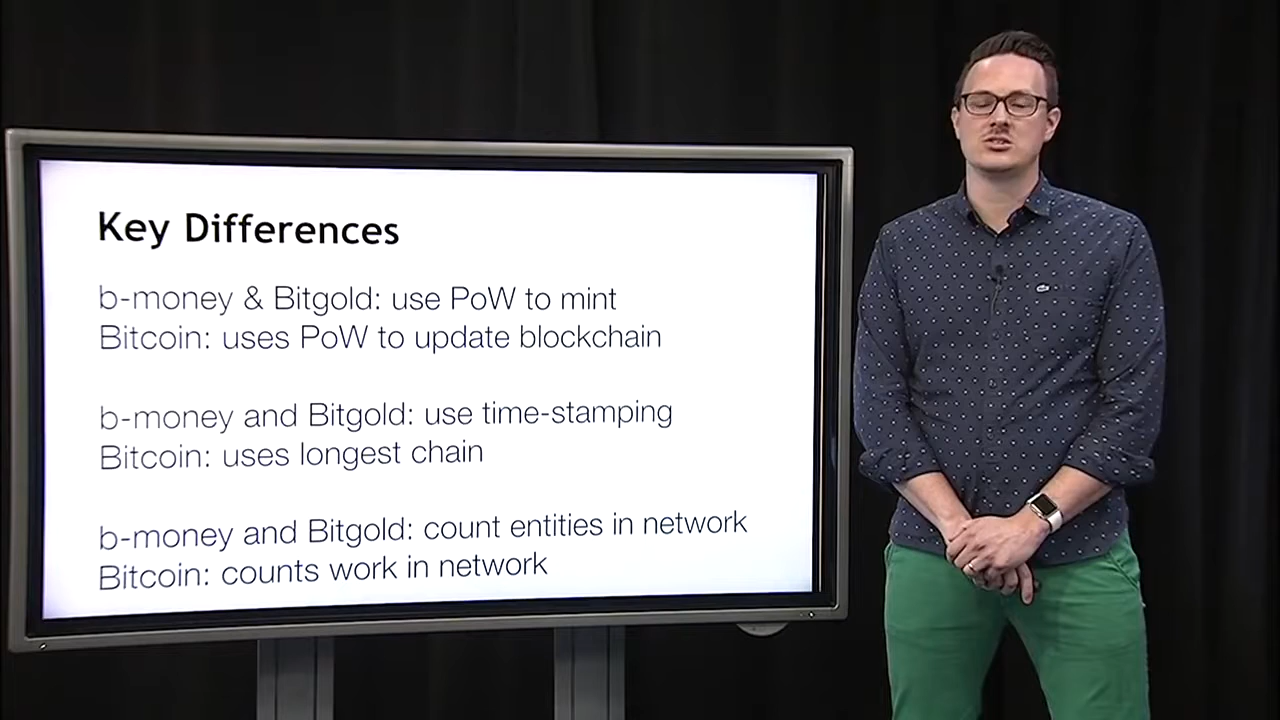 Key Differences
b-money & Bitgold: use PoW to mint
Bitcoin: uses PoW to update blockchain
b-money and Bitgold: use time-stamping
Bitcoin: uses longest chain
b-money and Bitgold: count entities in network
Bitcoin: counts work in network